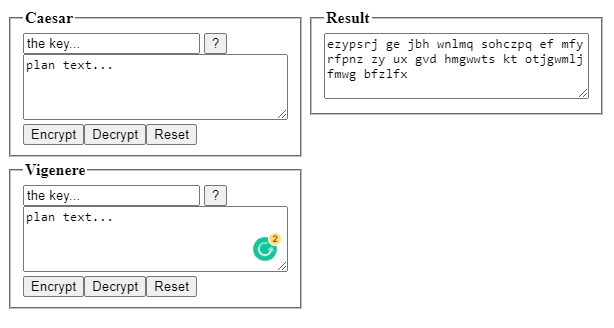 Caesar
the key...
?
plan text...
Encrypt
Decrypt
Reset
Vigenere
the key...
?
plan text...
2
Encrypt
Decrypt
Reset
Result
ezypsrj ge jbh wnlmq sohczpq ef mfy
rfpnz zy ux gvd hmgwwts kt otjgwmlj
fmwg bfzlfx